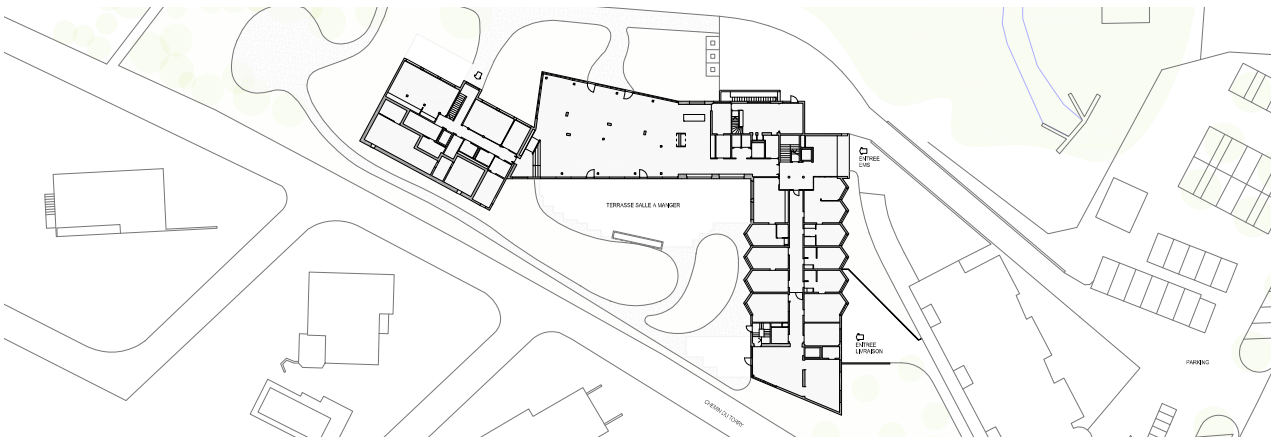 ENTREE
EMS
TERRASSE SALLE A MANGER
ENTREE
LIVRAISON
PARKING
CHEMIN DU TORRY